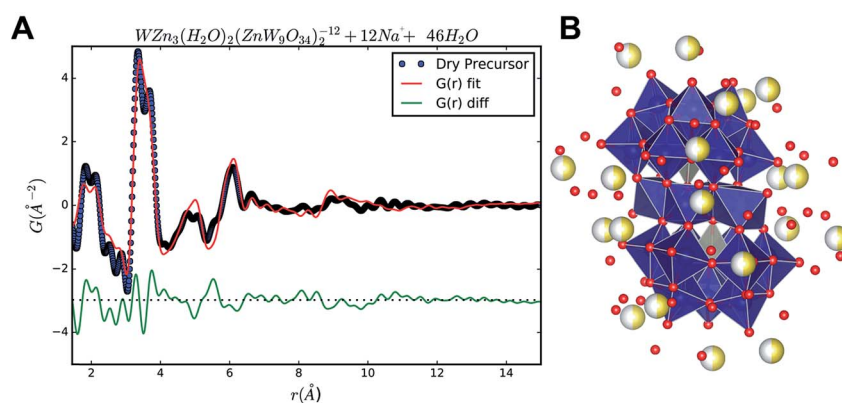 A
WZn₃(H₂O)₂(ZnW₉O₃₄)₂⁻¹² + 12Na⁺ + 46H₂O
B
Dry Precursor
G(r) fit
G(r) diff
4
2
0
−2
−4
G(Å⁻²)
2 4 6 8 10 12 14
r(Å)